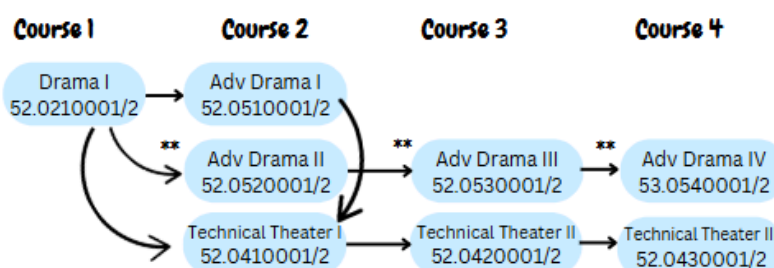 Course 1 Course 2 Course 3 Course 4
Drama I
52.0210001/2
Adv Drama I
52.0510001/2
**
Adv Drama II
52.0520001/2
**
Adv Drama III
52.0530001/2
**
Adv Drama IV
53.0540001/2
Technical Theater I
52.0410001/2
Technical Theater II
52.0420001/2
Technical Theater II
52.0430001/2